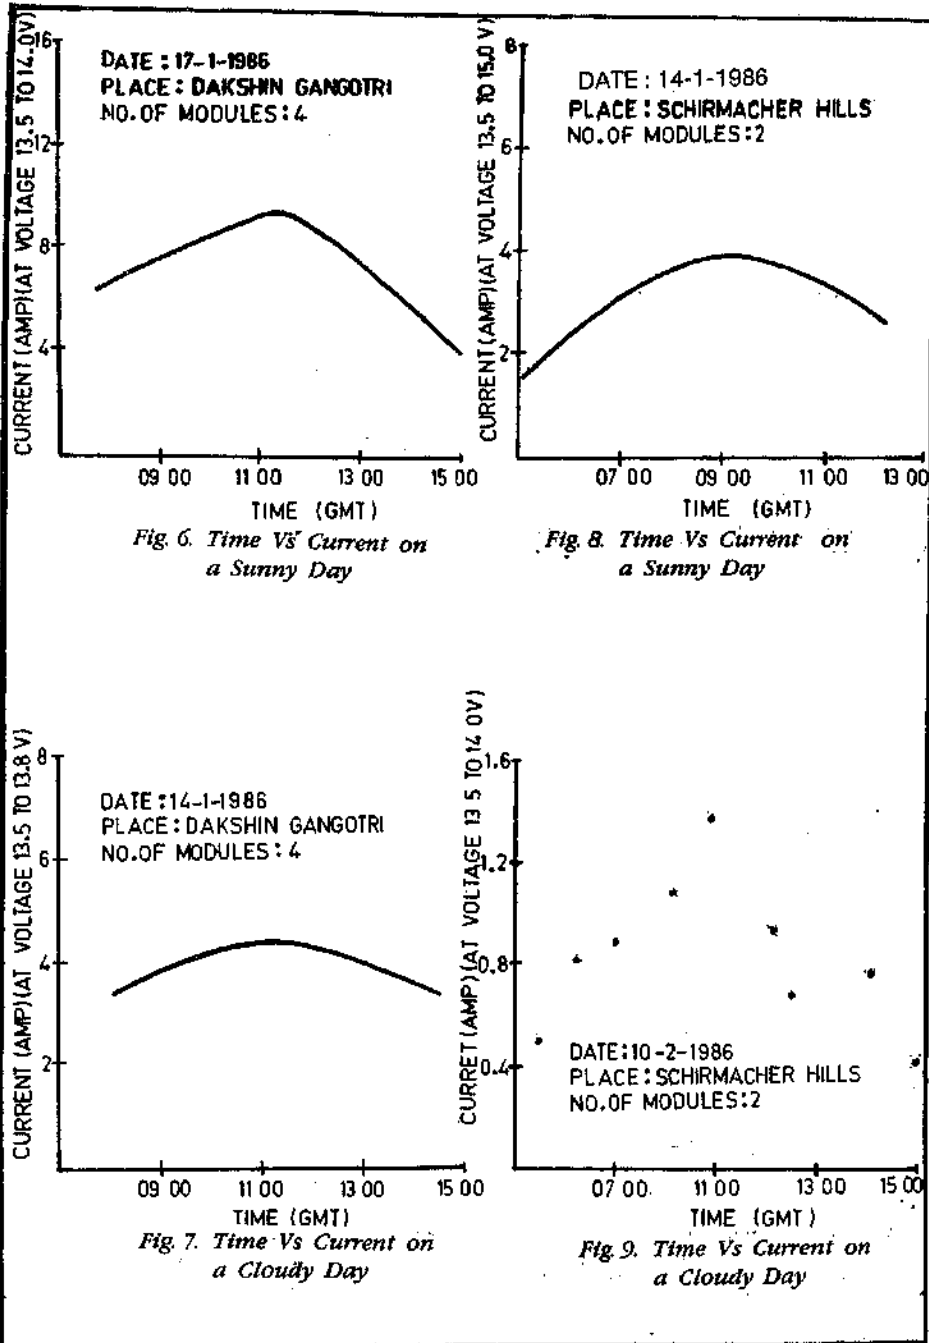 16
12
8
4
CURRENT (AMP)(AT VOLTAGE 13.5 TO 14.0V)
DATE : 17-1-1986
PLACE : DAKSHIN GANGOTRI
NO. OF MODULES : 4
09 00 11 00 13 00 15 00
TIME (GMT)
Fig. 6. Time Vs Current on
a Sunny Day
8
6
4
2
CURRENT (AMP)(AT VOLTAGE 13.5 TO 15.0 V)
DATE : 14-1-1986
PLACE : SCHIRMACHER HILLS
NO. OF MODULES : 2
07 00 09 00 11 00 13 00
TIME (GMT)
Fig. 8. Time Vs Current on
a Sunny Day
8
6
4
2
CURRENT (AMP)(AT VOLTAGE 13.5 TO 13.8 V)
DATE : 14-1-1986
PLACE : DAKSHIN GANGOTRI
NO. OF MODULES : 4
09 00 11 00 13 00 15 00
TIME (GMT)
Fig. 7. Time Vs Current on
a Cloudy Day
1.6
1.2
0.8
0.4
CURRET (AMP)(AT VOLTAGE 13 5 TO 14 0V)
DATE : 10-2-1986
PLACE : SCHIRMACHER HILLS
NO. OF MODULES : 2
07 00 11 00 13 00 15 00
TIME (GMT)
Fig. 9. Time Vs Current on
a Cloudy Day